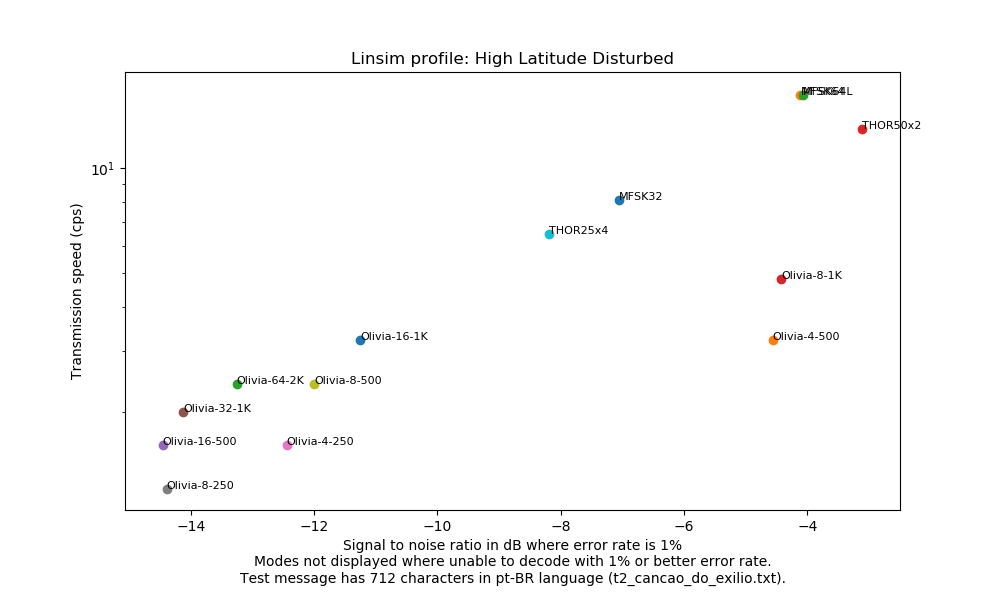 Linsim profile: High Latitude Disturbed
MFSK64L
THOR50x2
10^1
MFSK32
THOR25x4
Olivia-8-1K
Olivia-16-1K
Olivia-4-500
Olivia-64-2K
Olivia-8-500
Olivia-32-1K
Olivia-16-500
Olivia-4-250
Olivia-8-250
Transmission speed (cps)
−14
−12
−10
−8
−6
−4
Signal to noise ratio in dB where error rate is 1%
Modes not displayed where unable to decode with 1% or better error rate.
Test message has 712 characters in pt-BR language (t2_cancao_do_exilio.txt).